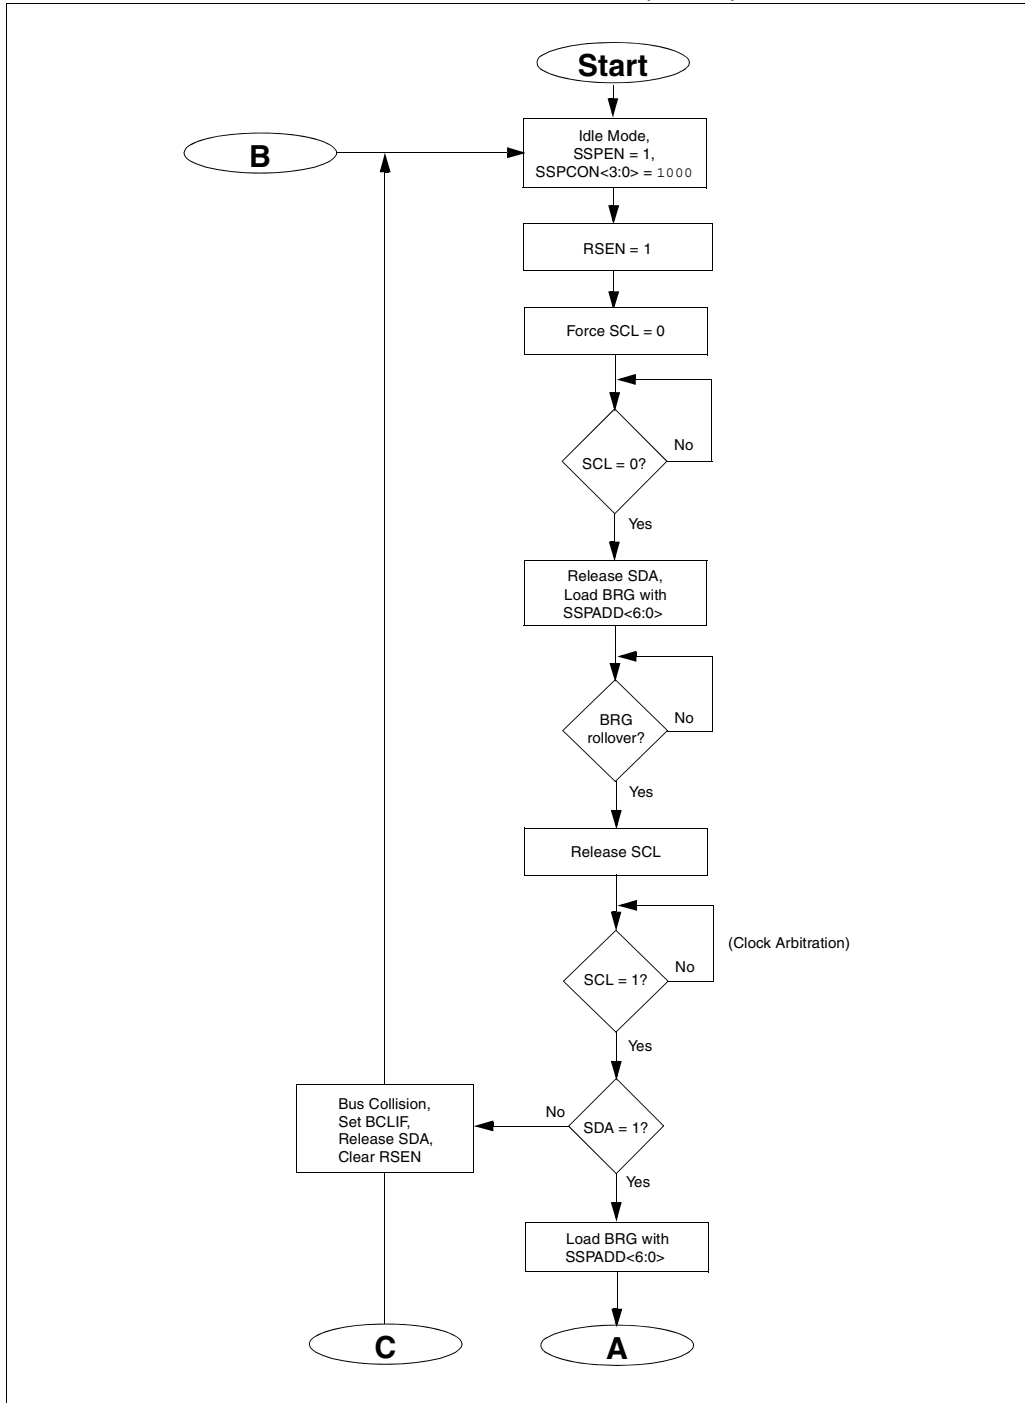 Start
B
Idle Mode,
SSPEN = 1,
SSPCON<3:0> = 1000
RSEN = 1
Force SCL = 0
No
SCL = 0?
Yes
Release SDA,
Load BRG with
SSPADD<6:0>
BRG
rollover?
No
Yes
Release SCL
(Clock Arbitration)
No
SCL = 1?
Yes
Bus Collision,
Set BCLIF,
Release SDA,
Clear RSEN
No
SDA = 1?
Yes
Load BRG with
SSPADD<6:0>
C
A